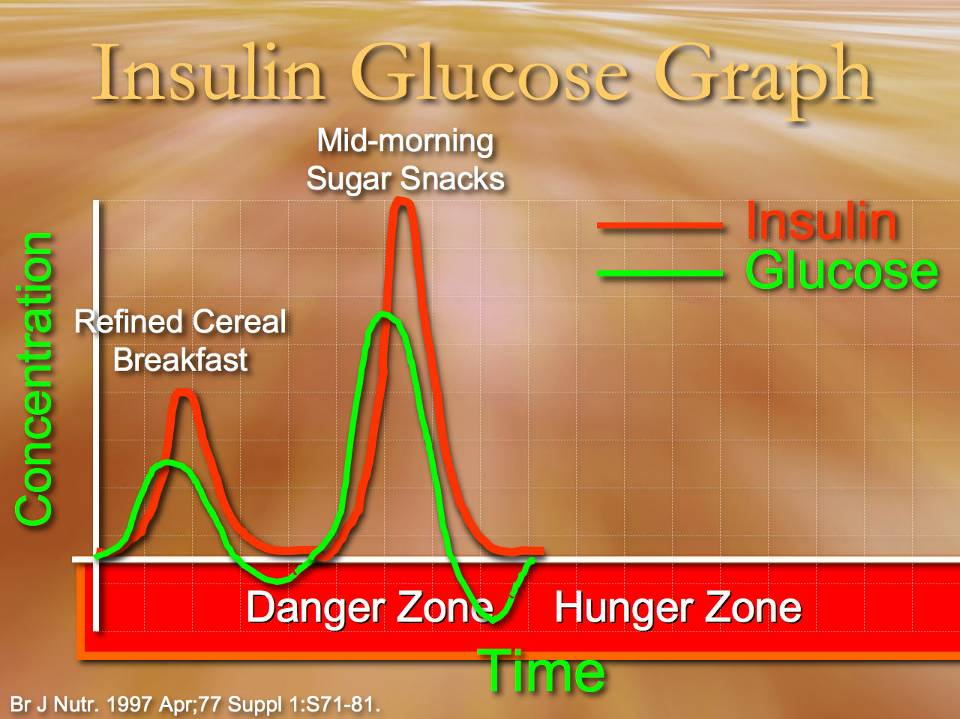 Insulin Glucose Graph
Mid-morning
Sugar Snacks
Insulin
Glucose
Concentration
Refined Cereal
Breakfast
Danger Zone
Hunger Zone
Time
Br J Nutr. 1997 Apr;77 Suppl 1:S71-81.